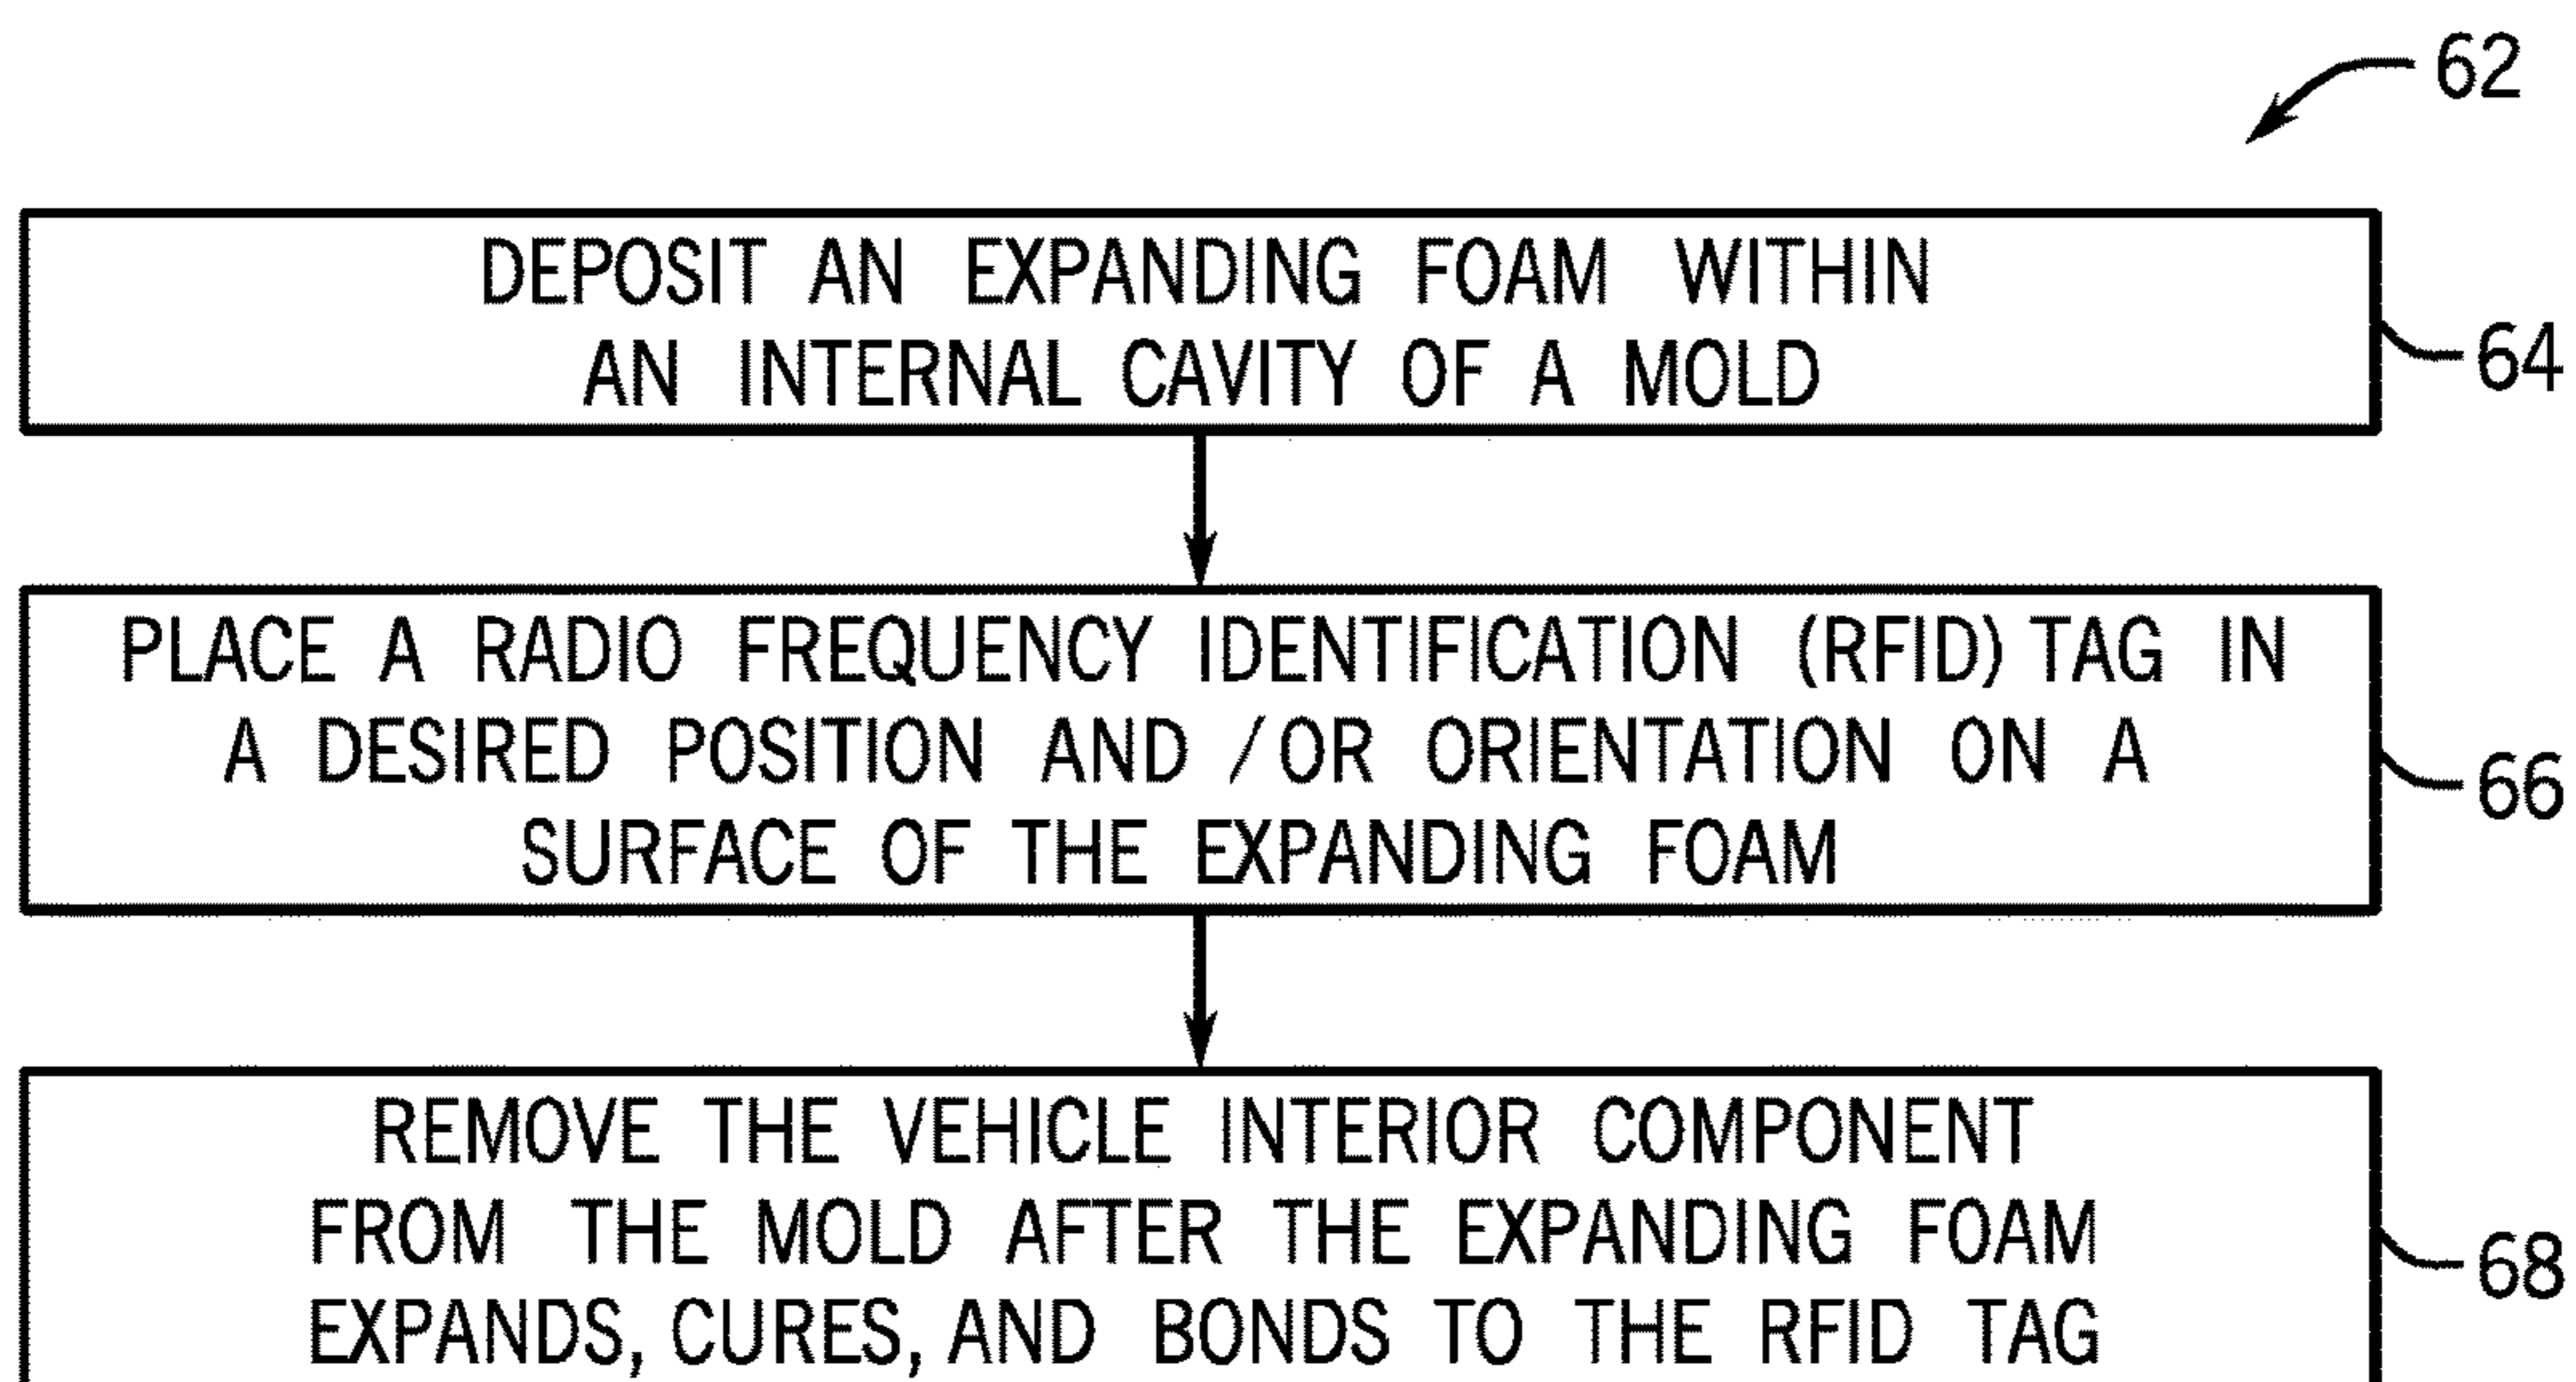 62
DEPOSIT AN EXPANDING FOAM WITHIN
AN INTERNAL CAVITY OF A MOLD
64
PLACE A RADIO FREQUENCY IDENTIFICATION (RFID) TAG IN
A DESIRED POSITION AND /OR ORIENTATION ON A
SURFACE OF THE EXPANDING FOAM
66
REMOVE THE VEHICLE INTERIOR COMPONENT
FROM THE MOLD AFTER THE EXPANDING FOAM
EXPANDS, CURES, AND BONDS TO THE RFID TAG
68